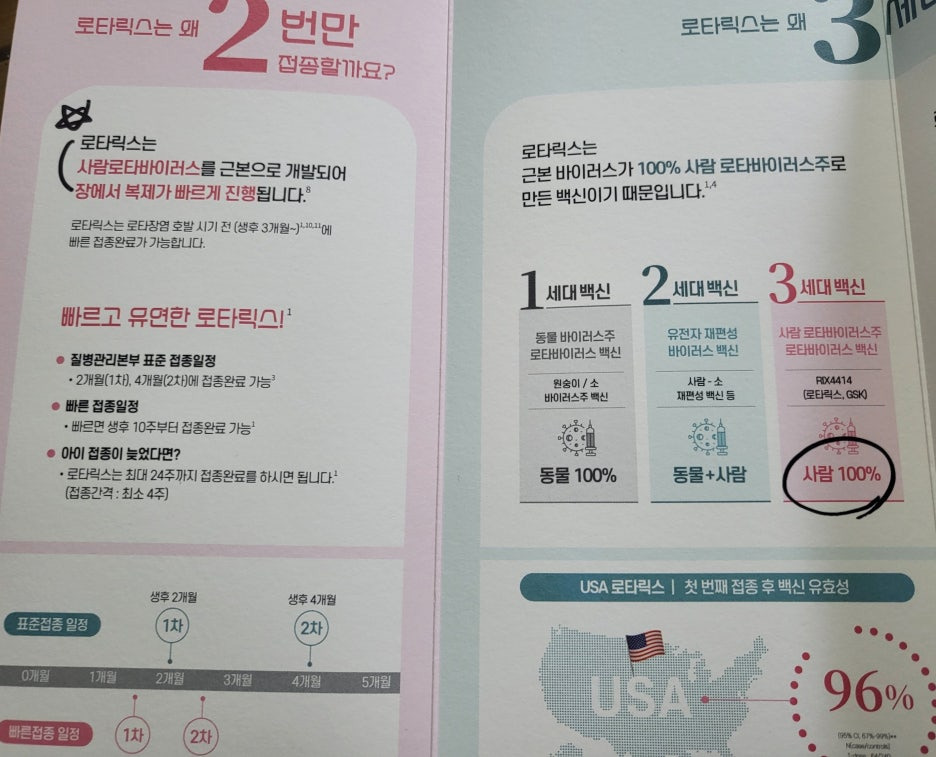 로타릭스는 왜 2 번만
접종할까요?
로타릭스는
사람로타바이러스를 근본으로 개발되어
장에서 복제가 빠르게 진행됩니다.8
로타릭스는 로타장염 호발 시기 전 (생후 3개월~)1,10,11에
빠른 접종완료가 가능합니다.
빠르고 유연한 로타릭스!1
질병관리본부 표준 접종일정
• 2개월(1차), 4개월(2차)에 접종완료 가능3
빠른 접종일정
• 빠르면 생후 10주부터 접종완료 가능1
아이 접종이 늦었다면?
• 로타릭스는 최대 24주까지 접종완료를 하시면 됩니다.1
(접종간격 : 최소 4주)
생후 2개월 생후 4개월
표준접종 일정 1차 2차
0개월 1개월 2개월 3개월 4개월 5개월
빠른접종 일정 1차 2차
로타릭스는 왜 3
로타릭스는
근본 바이러스가 100% 사람 로타바이러스주로
만든 백신이기 때문입니다.1,4
1세대 백신
동물 바이러스주
로타바이러스 백신
원숭이 / 소
바이러스주 백신
동물 100%
2세대 백신
유전자 재편성
바이러스 백신
사람 - 소
재편성 백신 등
동물+사람
3세대 백신
사람 로타바이러스주
로타바이러스 백신
RIX4414
(로타릭스, GSK)
사람 100%
USA 로타릭스 | 첫 번째 접종 후 백신 유효성
USA6
96%
(95% CI, 67%-99%)**
N(case/controls)